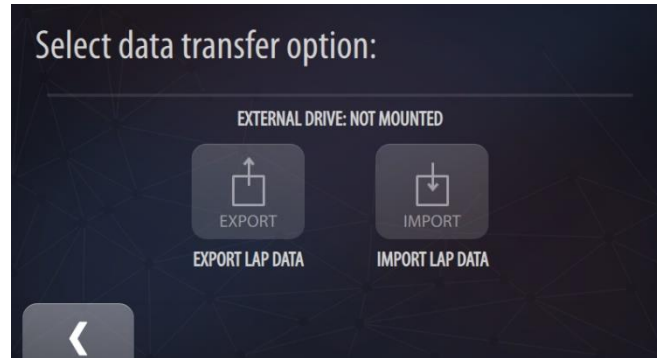 Select data transfer option:
EXTERNAL DRIVE: NOT MOUNTED
EXPORT
IMPORT
EXPORT LAP DATA
IMPORT LAP DATA